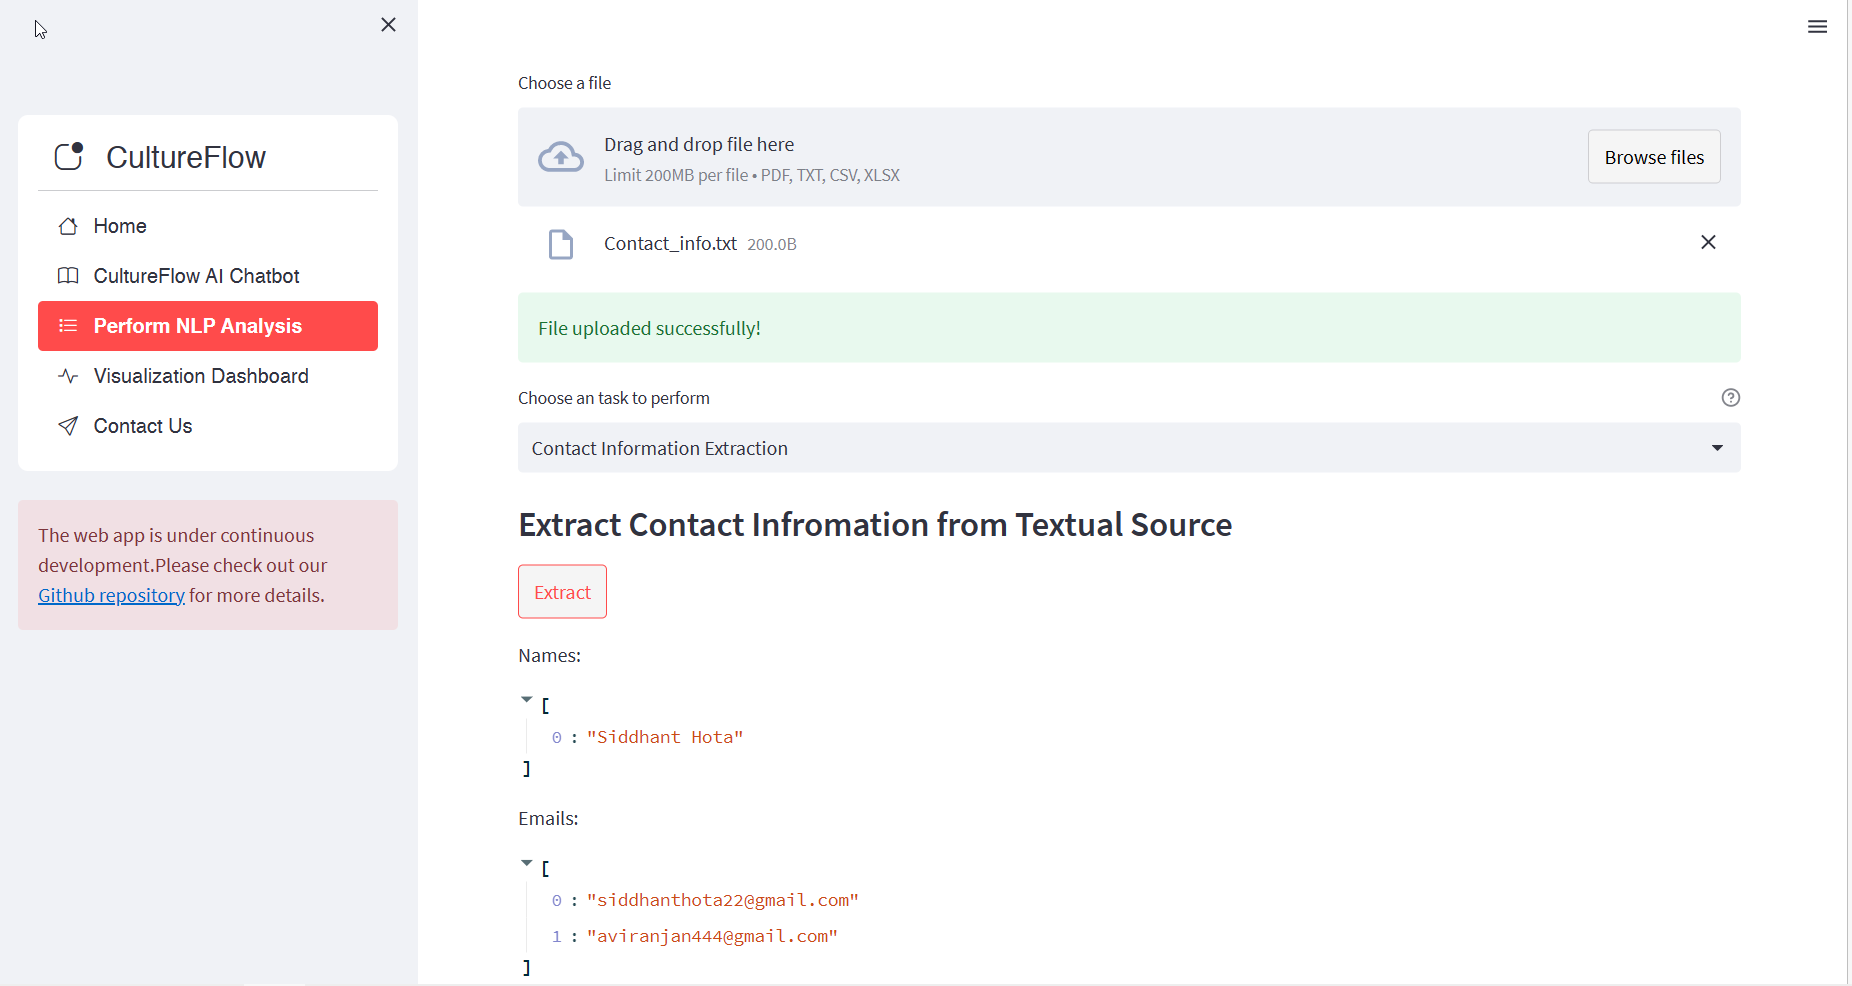 CultureFlow
Home
CultureFlow AI Chatbot
Perform NLP Analysis
Visualization Dashboard
Contact Us
The web app is under continuous
development.Please check out our
Github repository for more details.
Choose a file
Drag and drop file here
Limit 200MB per file • PDF, TXT, CSV, XLSX
Browse files
Contact_info.txt 200.0B
File uploaded successfully!
Choose an task to perform
Contact Information Extraction
Extract Contact Infromation from Textual Source
Extract
Names:
[
0 : "Siddhant Hota"
]
Emails:
[
0 : "siddhanthota22@gmail.com"
1 : "aviranjan444@gmail.com"
]